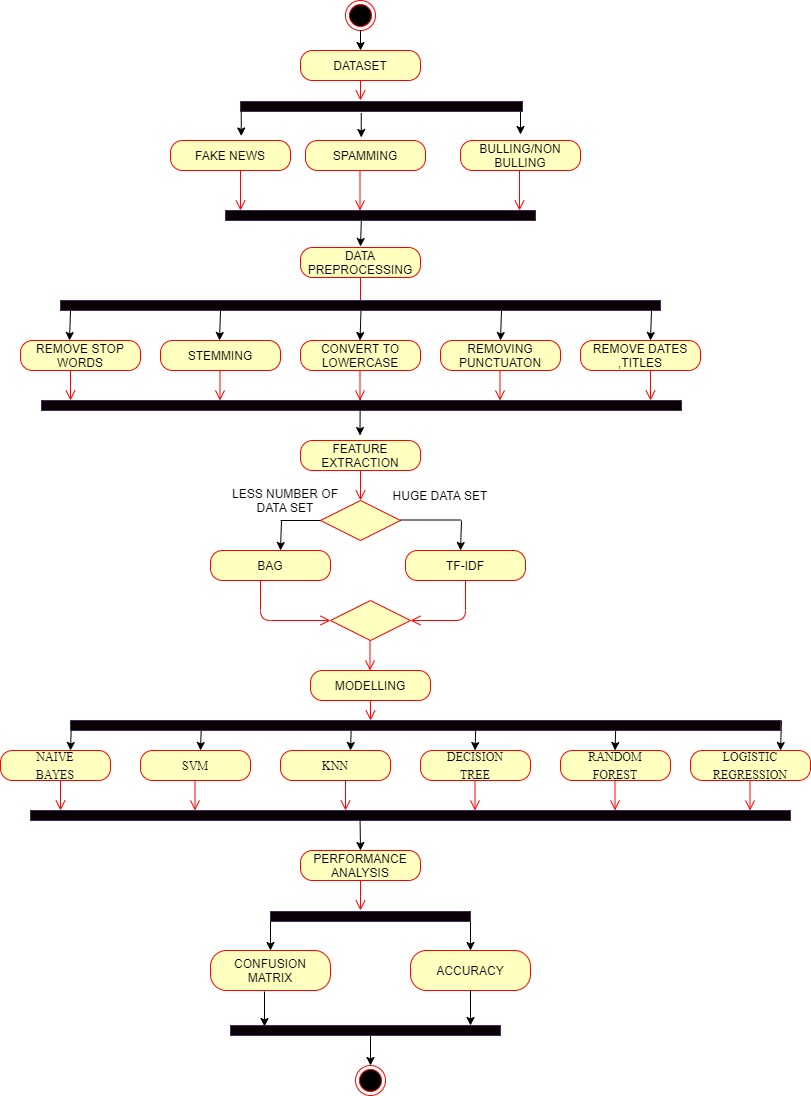 DATASET
FAKE NEWS
SPAMMING
BULLING/NON
BULLING
DATA
PREPROCESSING
REMOVE STOP
WORDS
STEMMING
CONVERT TO
LOWERCASE
REMOVING
PUNCTUATON
REMOVE DATES
,TITLES
FEATURE
EXTRACTION
LESS NUMBER OF
DATA SET
HUGE DATA SET
BAG
TF-IDF
MODELLING
NAIVE
BAYES
SVM
KNN
DECISION
TREE
RANDOM
FOREST
LOGISTIC
REGRESSION
PERFORMANCE
ANALYSIS
CONFUSION
MATRIX
ACCURACY